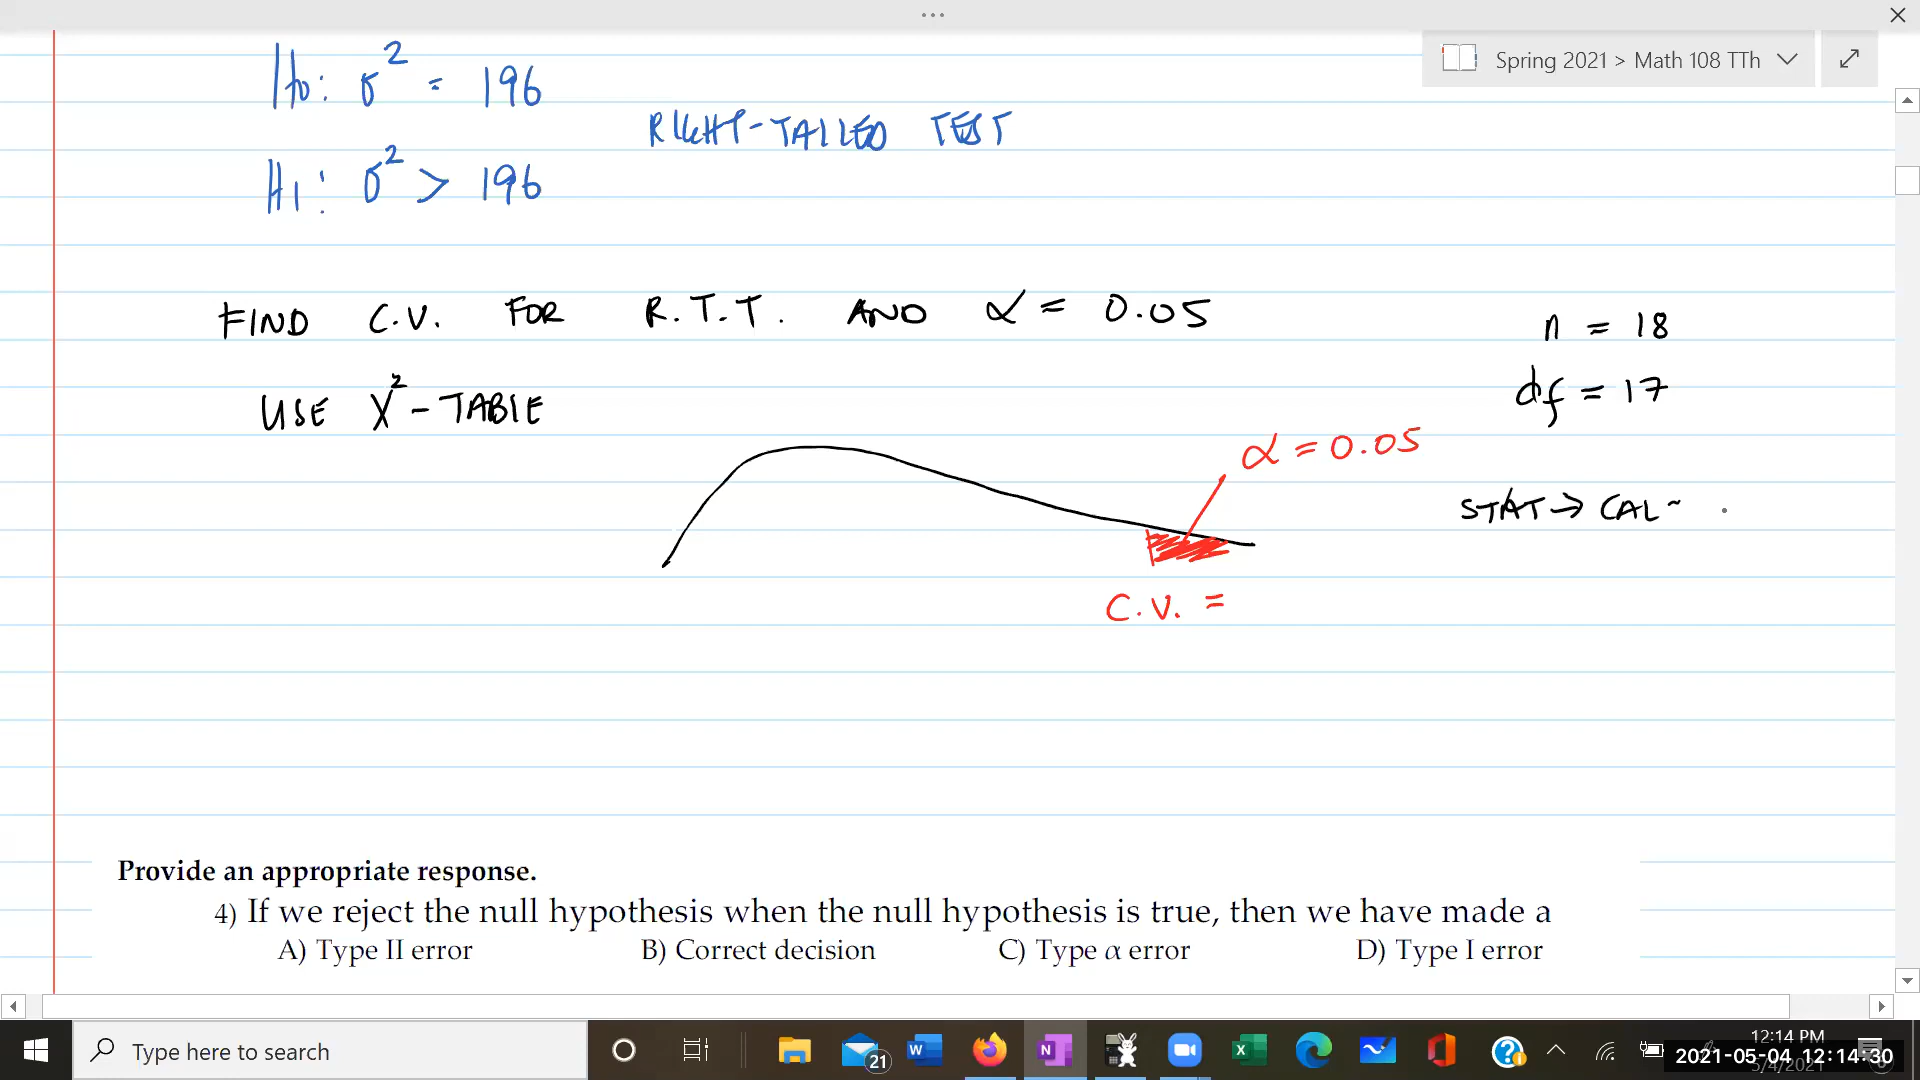 Spring 2021 > Math 108 TTh
H0: σ² = 196
RIGHT-TAILED TEST
H1: σ² > 196
FIND C.V. FOR R.T.T. AND α = 0.05
n = 18
df = 17
USE X²-TABLE
α = 0.05
STAT → CAL
C.V. =
Provide an appropriate response.
4) If we reject the null hypothesis when the null hypothesis is true, then we have made a
A) Type II error B) Correct decision C) Type α error D) Type I error
Type here to search
21
12:14 PM
2021-05-04 12:14:30